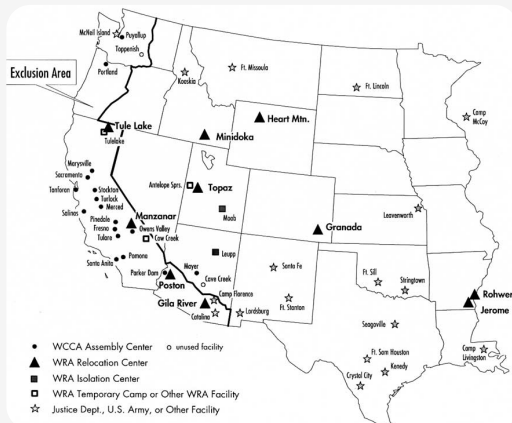 McNeil Island
Puyallup
Toppenish
Portland
Exclusion Area
Kooskia
Ft. Missoula
Ft. Lincoln
Camp
McCoy
Tule Lake
Tulelake
Minidoka
Heart Mtn.
Marysville
Sacramento
Tanforan
Stockton
Turlock
Merced
Salinas
Pinedale
Fresno
Tulare
Manzanar
Owens Valley
Cow Creek
Antelope Sprs.
Topaz
Moab
Leavenworth
Granada
Santa Anita
Pomona
Parker Dam
Poston
Mayer
Leupp
Cave Creek
Camp Florence
Gila River
Catalina
Lordsburg
Santa Fe
Ft. Stanton
Ft. Sill
Stringtown
Rohwer
Jerome
Seagoville
Ft. Sam Houston
Kenedy
Crystal City
Camp
Livingston
WCCA Assembly Center
unused facility
WRA Relocation Center
WRA Isolation Center
WRA Temporary Camp or Other WRA Facility
Justice Dept., U.S. Army, or Other Facility